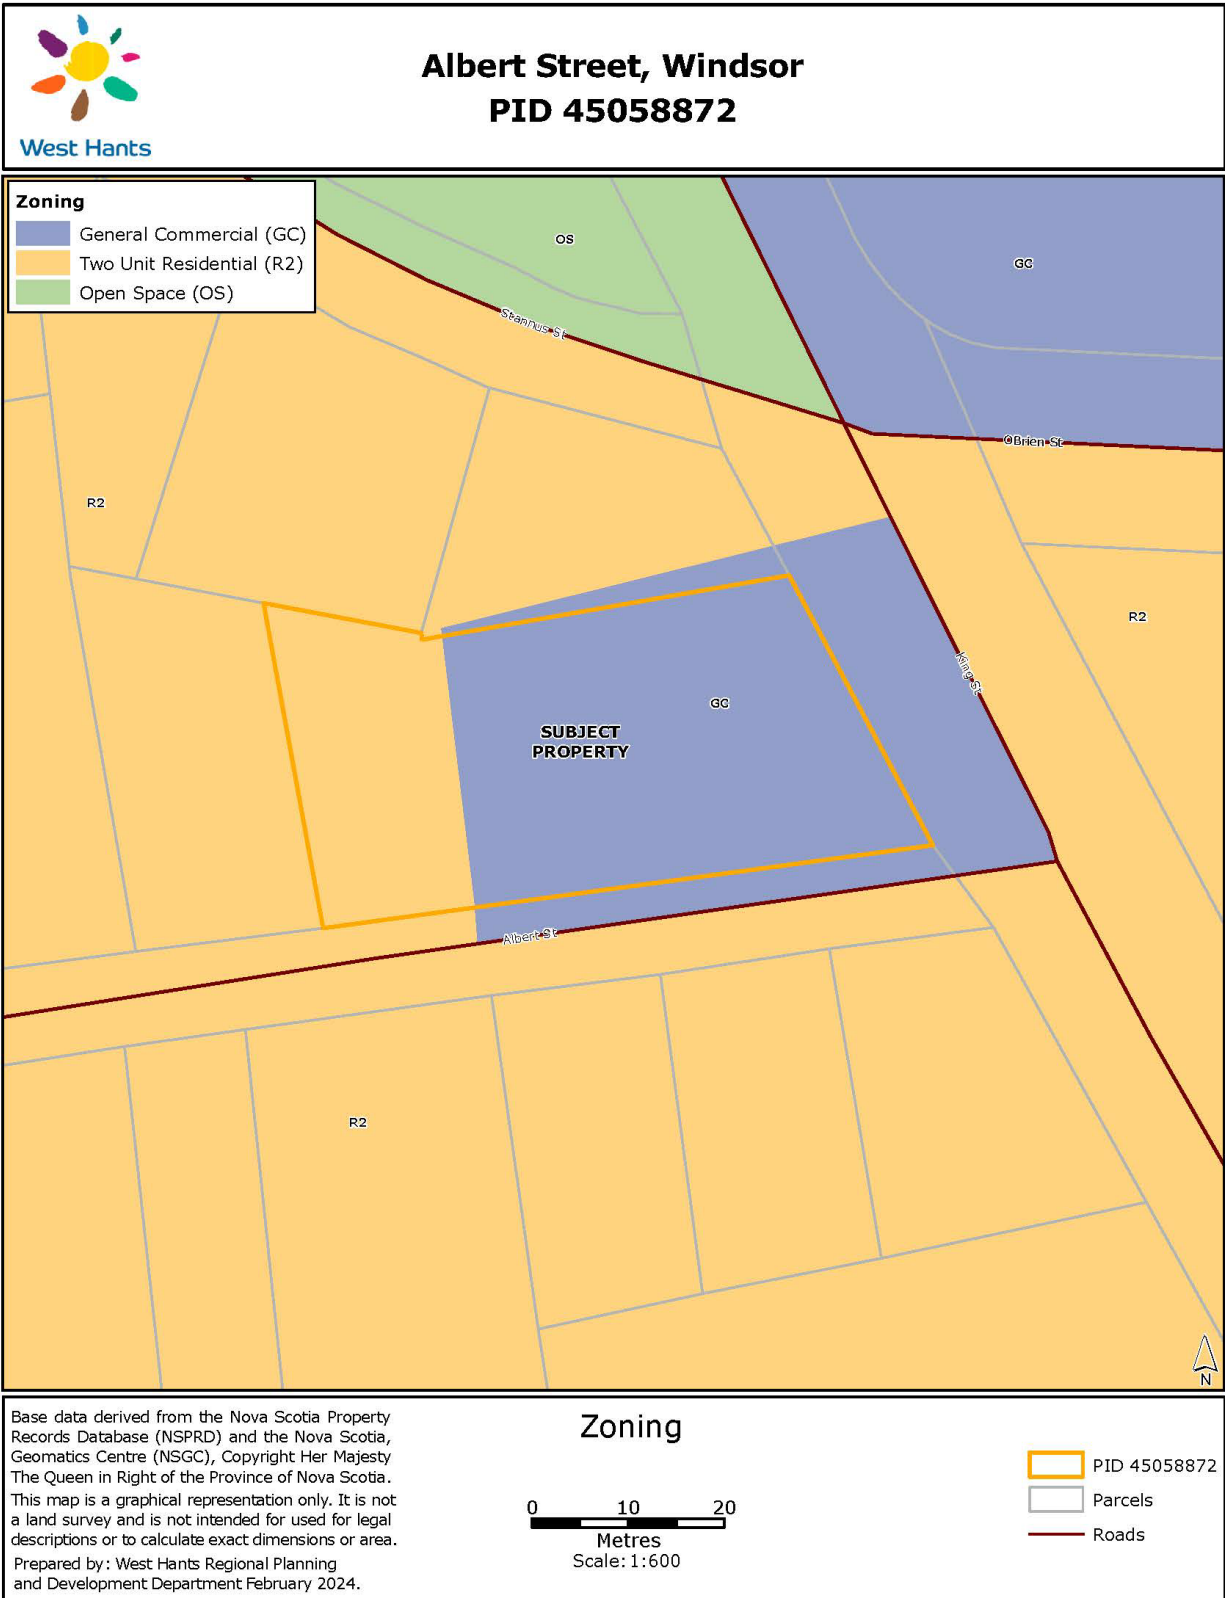 West Hants
Albert Street, Windsor
PID 45058872
Zoning
General Commercial (GC)
Two Unit Residential (R2)
Open Space (OS)
OS
GC
Stannus St
OBrien St
R2
R2
King St
GC
SUBJECT
PROPERTY
Albert St
R2
N
Base data derived from the Nova Scotia Property
Records Database (NSPRD) and the Nova Scotia,
Geomatics Centre (NSGC), Copyright Her Majesty
The Queen in Right of the Province of Nova Scotia.
This map is a graphical representation only. It is not
a land survey and is not intended for used for legal
descriptions or to calculate exact dimensions or area.
Prepared by: West Hants Regional Planning
and Development Department February 2024.
Zoning
0 10 20
Metres
Scale: 1:600
PID 45058872
Parcels
Roads